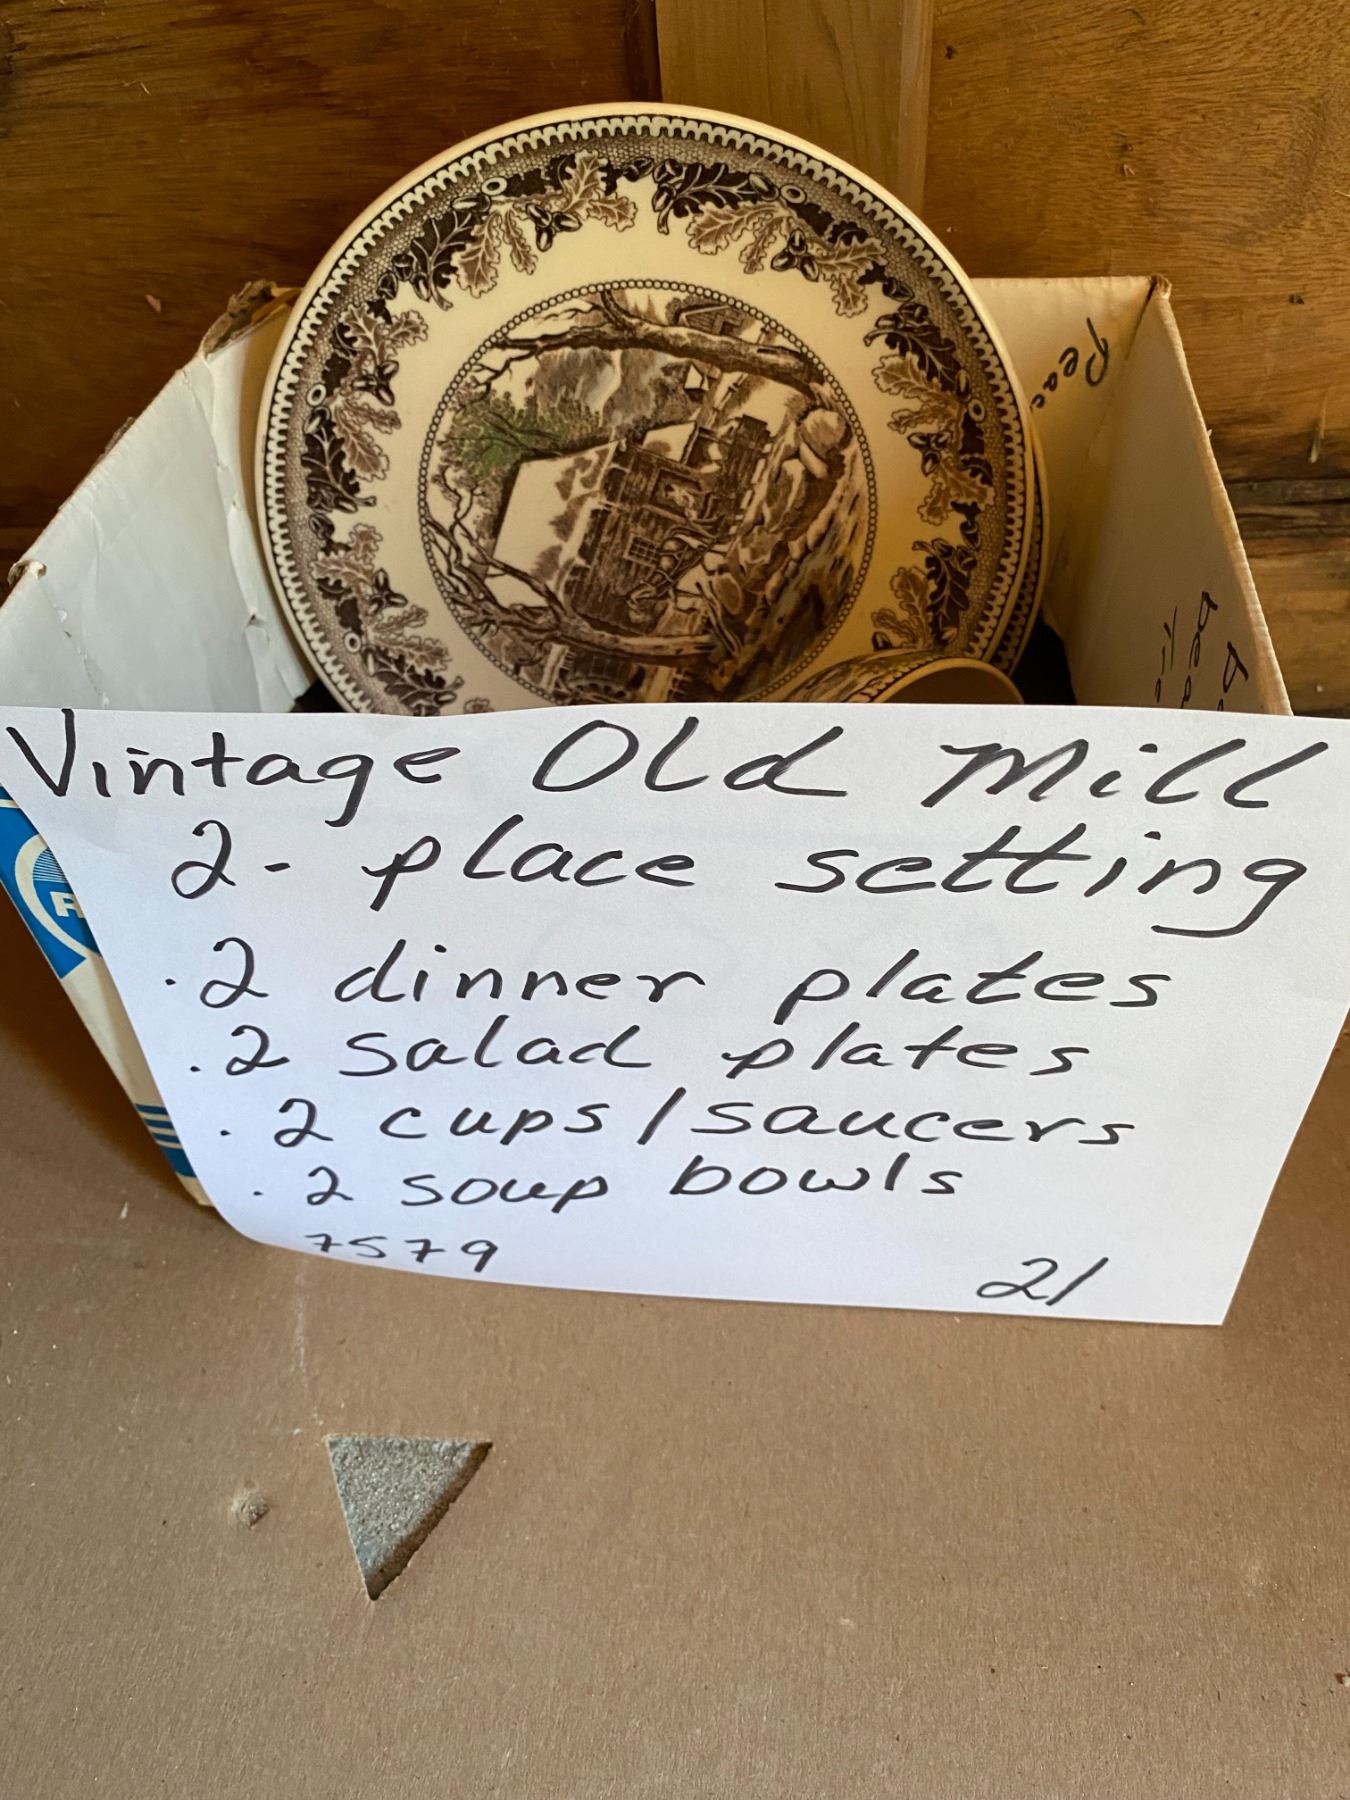 Vintage Old Mill
2- place setting
. 2 dinner plates
. 2 salad plates
. 2 cups/saucers
. 2 soup bowls
7579
21